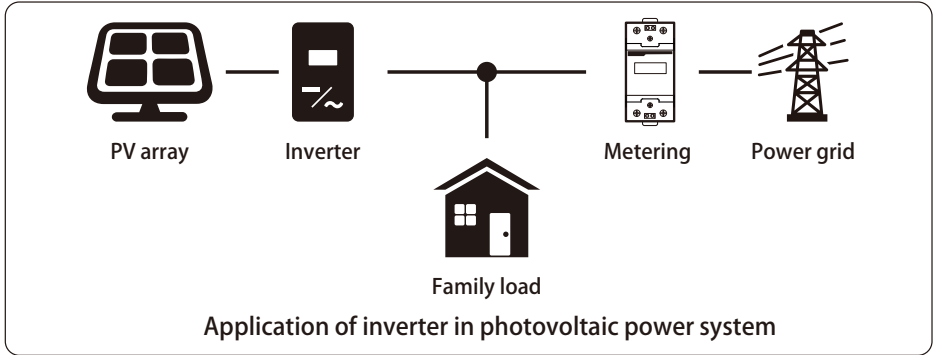 PV array
Inverter
Metering
Power grid
Family load
Application of inverter in photovoltaic power system